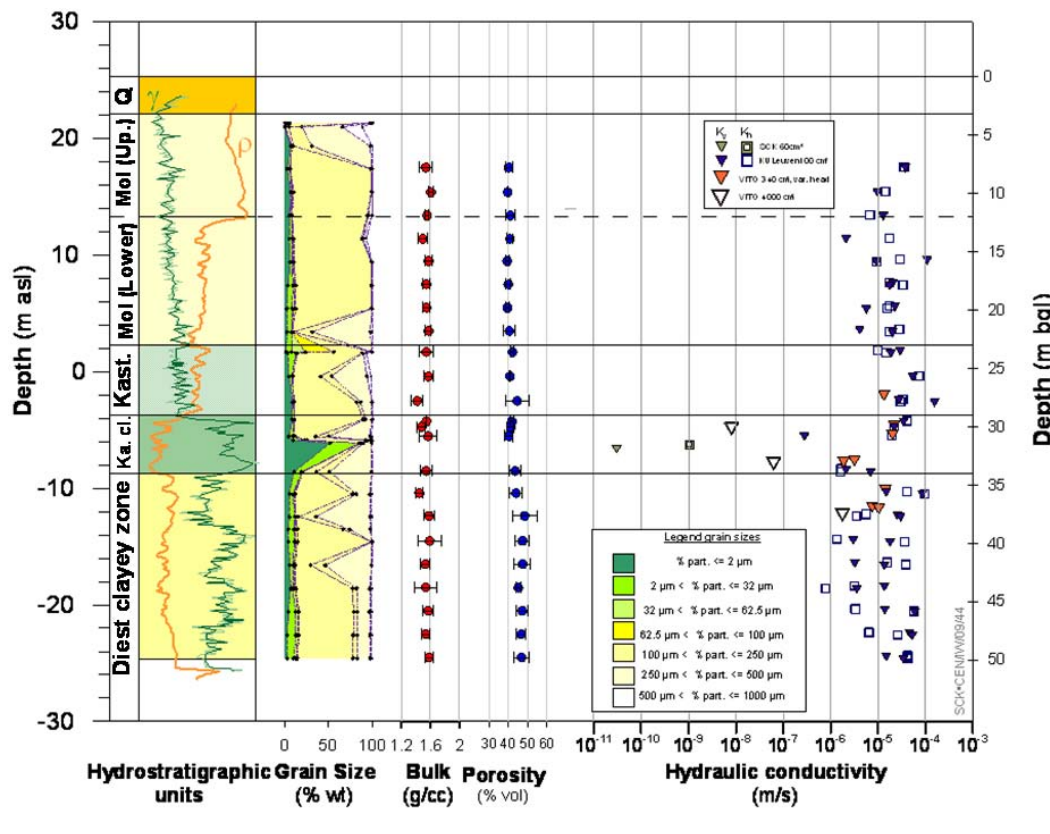 30
20
10
0
-10
-20
-30
Depth (m asl)
Q
Mol (Up.)
Mol (Lower)
Kast.
Ka. cl.
Diest clayey zone
γ
ρ
Kv Kh
SCK 60cm³
KU Leuven 100 cm³
0
5
10
15
20
25
30
35
40
45
50
Depth (m bgl)
Legend grain sizes
% part. <= 2 µm
2 µm < % part. <= 32 µm
32 µm < % part. <= 62.5 µm
62.5 µm < % part. <= 100 µm
100 µm < % part. <= 250 µm
250 µm < % part. <= 500 µm
500 µm < % part. <= 1000 µm
SCK•CEN/IW/09/44
0 50 100 1.2 1.6 2 30 40 50 60
10⁻¹¹ 10⁻¹⁰ 10⁻⁹ 10⁻⁸ 10⁻⁷ 10⁻⁶ 10⁻⁵ 10⁻⁴ 10⁻³
Hydrostratigraphic units
Grain Size
(% wt)
Bulk
(g/cc)
Porosity
(% vol)
Hydraulic conductivity
(m/s)